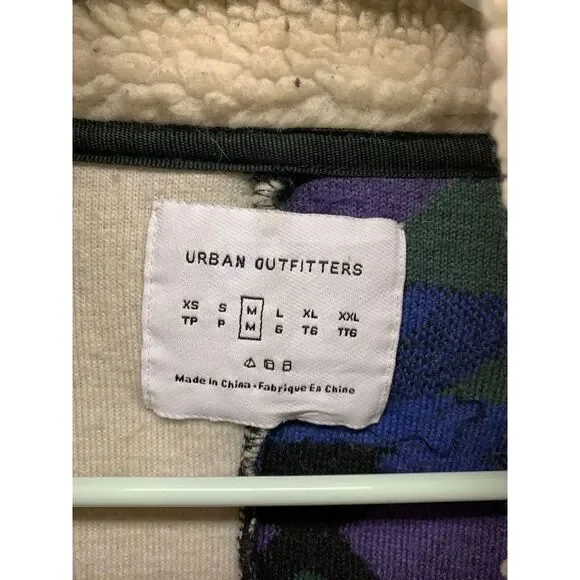 URBAN OUTFITTERS
XS S M L XL XXL
TP P M G TG TTG
Made in China - Fabriqué En Chine